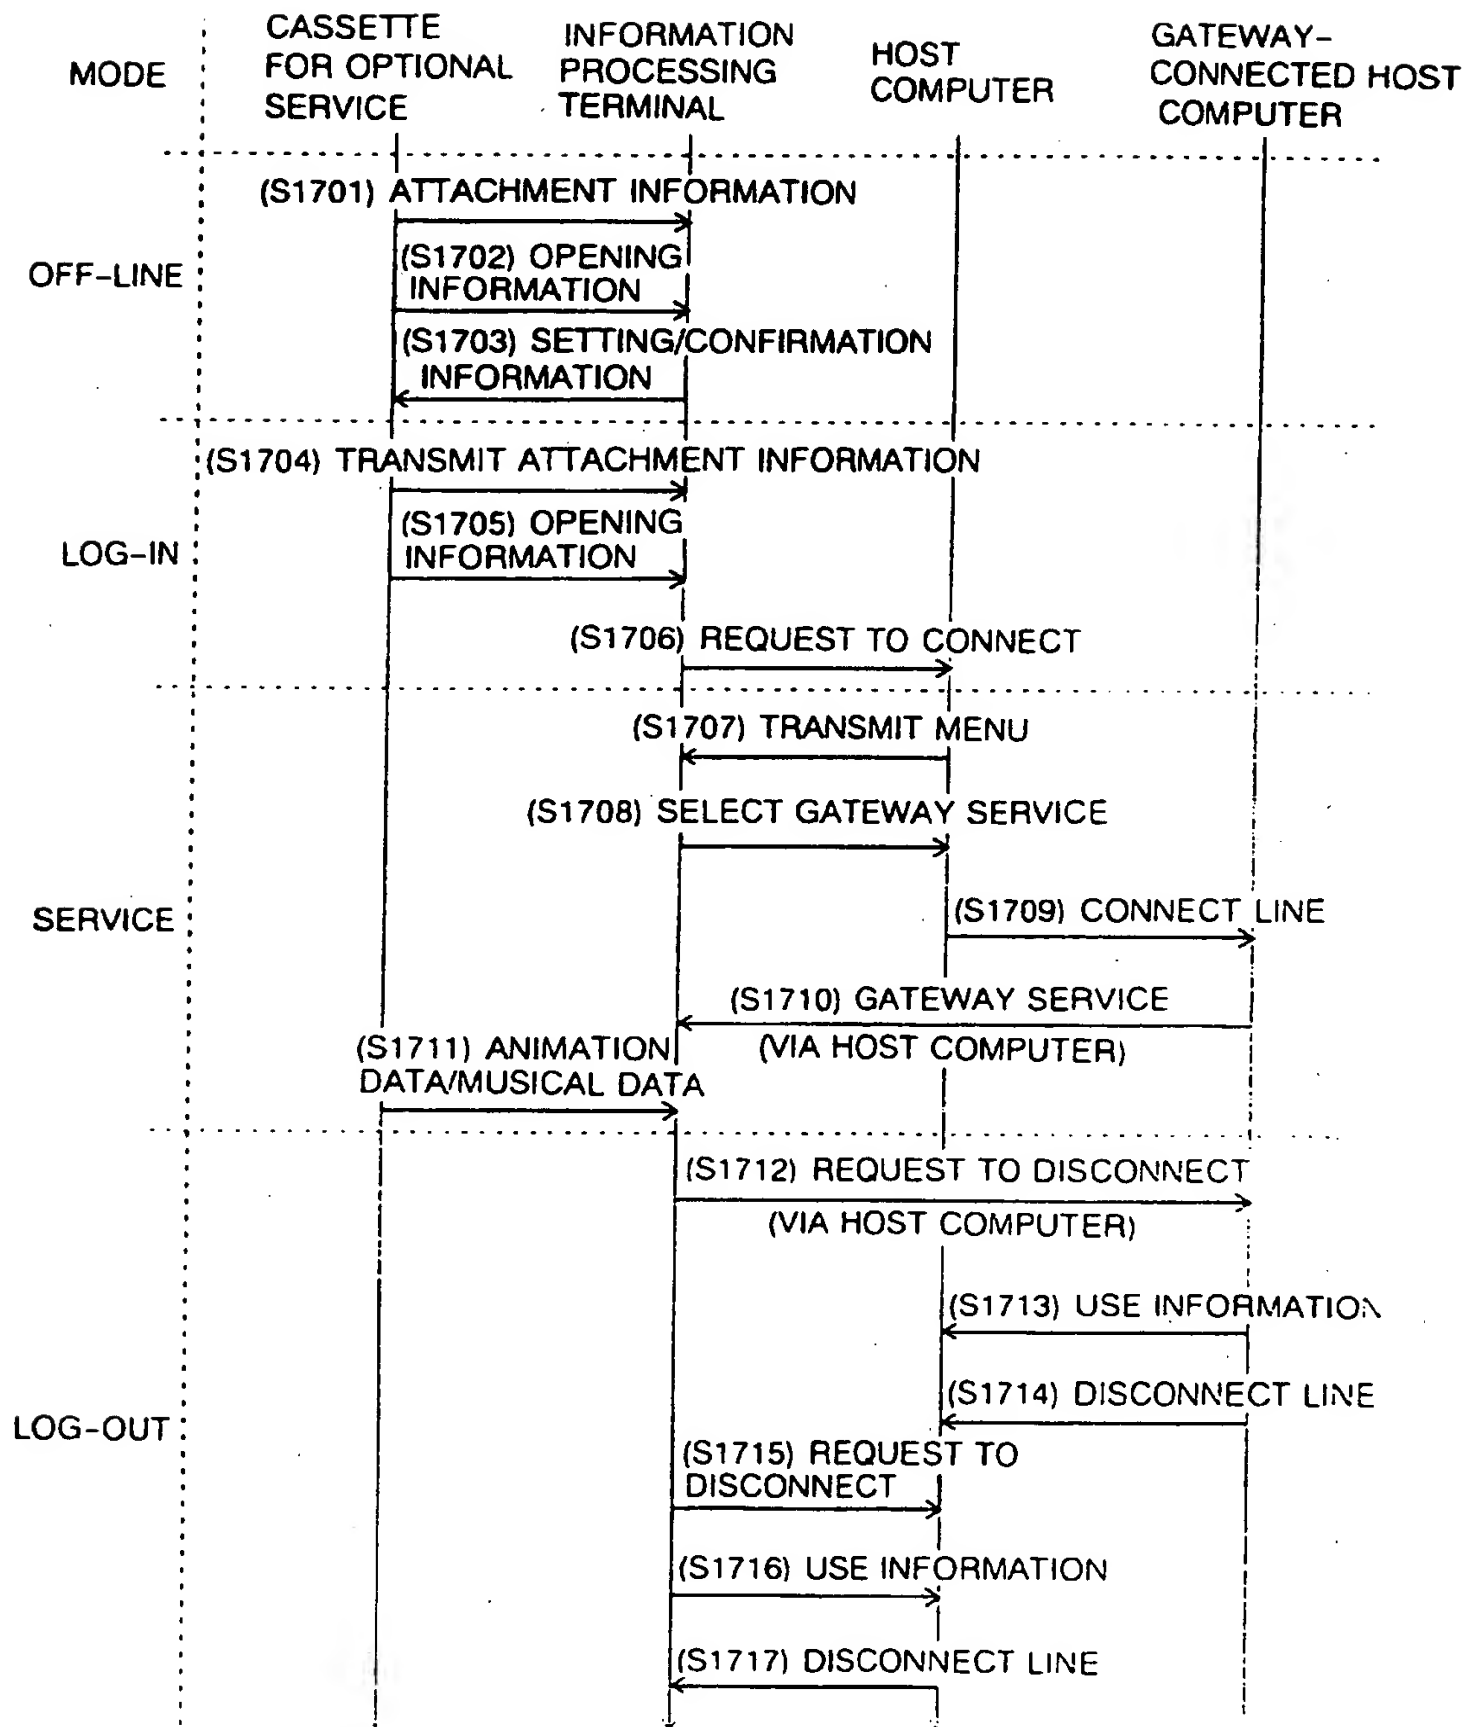 MODE
CASSETTE
FOR OPTIONAL
SERVICE
INFORMATION
PROCESSING
TERMINAL
HOST
COMPUTER
GATEWAY-
CONNECTED HOST
COMPUTER
OFF-LINE
(S1701) ATTACHMENT INFORMATION
(S1702) OPENING
INFORMATION
(S1703) SETTING/CONFIRMATION
INFORMATION
LOG-IN
(S1704) TRANSMIT ATTACHMENT INFORMATION
(S1705) OPENING
INFORMATION
(S1706) REQUEST TO CONNECT
SERVICE
(S1707) TRANSMIT MENU
(S1708) SELECT GATEWAY SERVICE
(S1709) CONNECT LINE
(S1710) GATEWAY SERVICE
(VIA HOST COMPUTER)
(S1711) ANIMATION
DATA/MUSICAL DATA
LOG-OUT
(S1712) REQUEST TO DISCONNECT
(VIA HOST COMPUTER)
(S1713) USE INFORMATION
(S1714) DISCONNECT LINE
(S1715) REQUEST TO
DISCONNECT
(S1716) USE INFORMATION
(S1717) DISCONNECT LINE